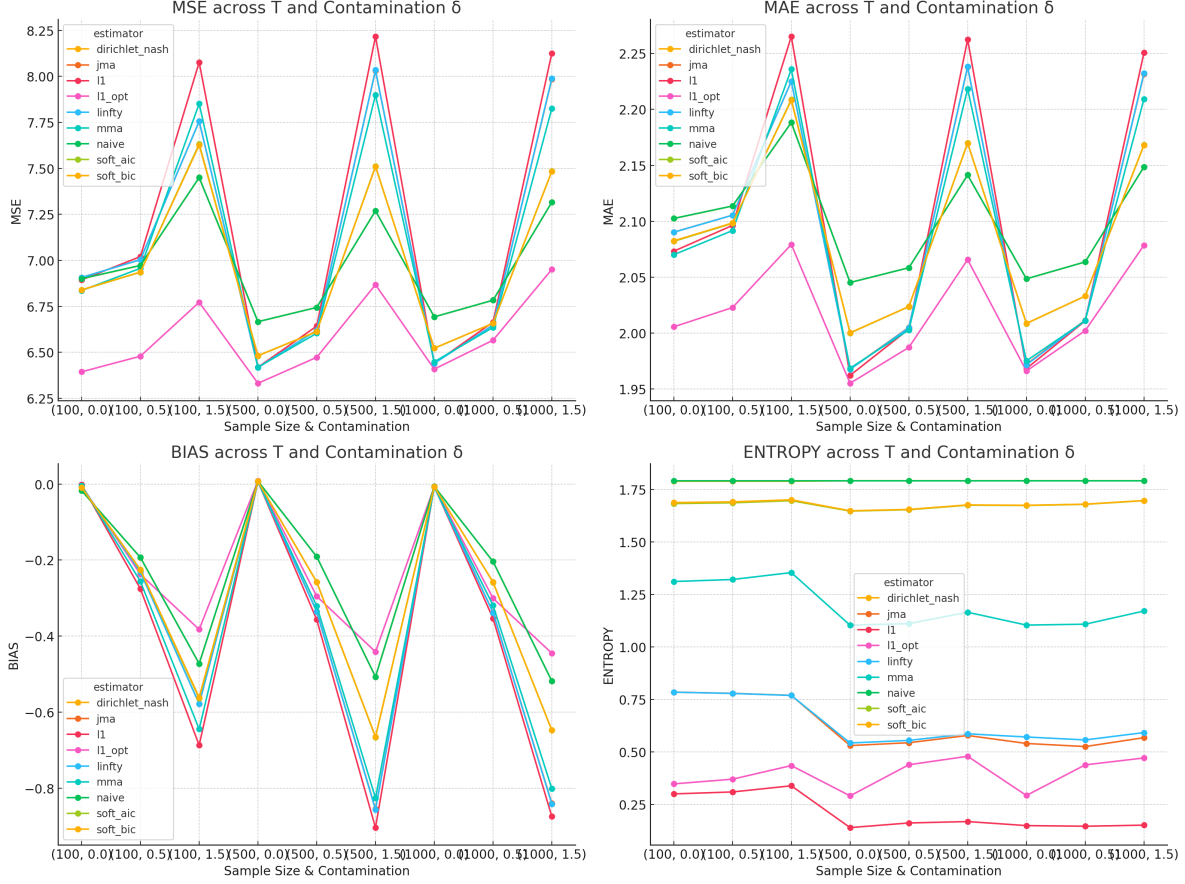 MSE across T and Contamination δ
MSE
8.25
8.00
7.75
7.50
7.25
7.00
6.75
6.50
6.25
estimator
dirichlet_nash
jma
l1
l1_opt
linfty
mma
naive
soft_aic
soft_bic
(100, 0.0)
(100, 0.5)
(100, 1.5)
(500, 0.0)
(500, 0.5)
(500, 1.5)
(1000, 0.0)
(1000, 0.5)
(1000, 1.5)
Sample Size & Contamination
MAE across T and Contamination δ
MAE
2.25
2.20
2.15
2.10
2.05
2.00
1.95
estimator
dirichlet_nash
jma
l1
l1_opt
linfty
mma
naive
soft_aic
soft_bic
(100, 0.0)
(100, 0.5)
(100, 1.5)
(500, 0.0)
(500, 0.5)
(500, 1.5)
(1000, 0.0)
(1000, 0.5)
(1000, 1.5)
Sample Size & Contamination
BIAS across T and Contamination δ
BIAS
0.0
−0.2
−0.4
−0.6
−0.8
estimator
dirichlet_nash
jma
l1
l1_opt
linfty
mma
naive
soft_aic
soft_bic
(100, 0.0)
(100, 0.5)
(100, 1.5)
(500, 0.0)
(500, 0.5)
(500, 1.5)
(1000, 0.0)
(1000, 0.5)
(1000, 1.5)
Sample Size & Contamination
ENTROPY across T and Contamination δ
ENTROPY
1.75
1.50
1.25
1.00
0.75
0.50
0.25
estimator
dirichlet_nash
jma
l1
l1_opt
linfty
mma
naive
soft_aic
soft_bic
(100, 0.0)
(100, 0.5)
(100, 1.5)
(500, 0.0)
(500, 0.5)
(500, 1.5)
(1000, 0.0)
(1000, 0.5)
(1000, 1.5)
Sample Size & Contamination